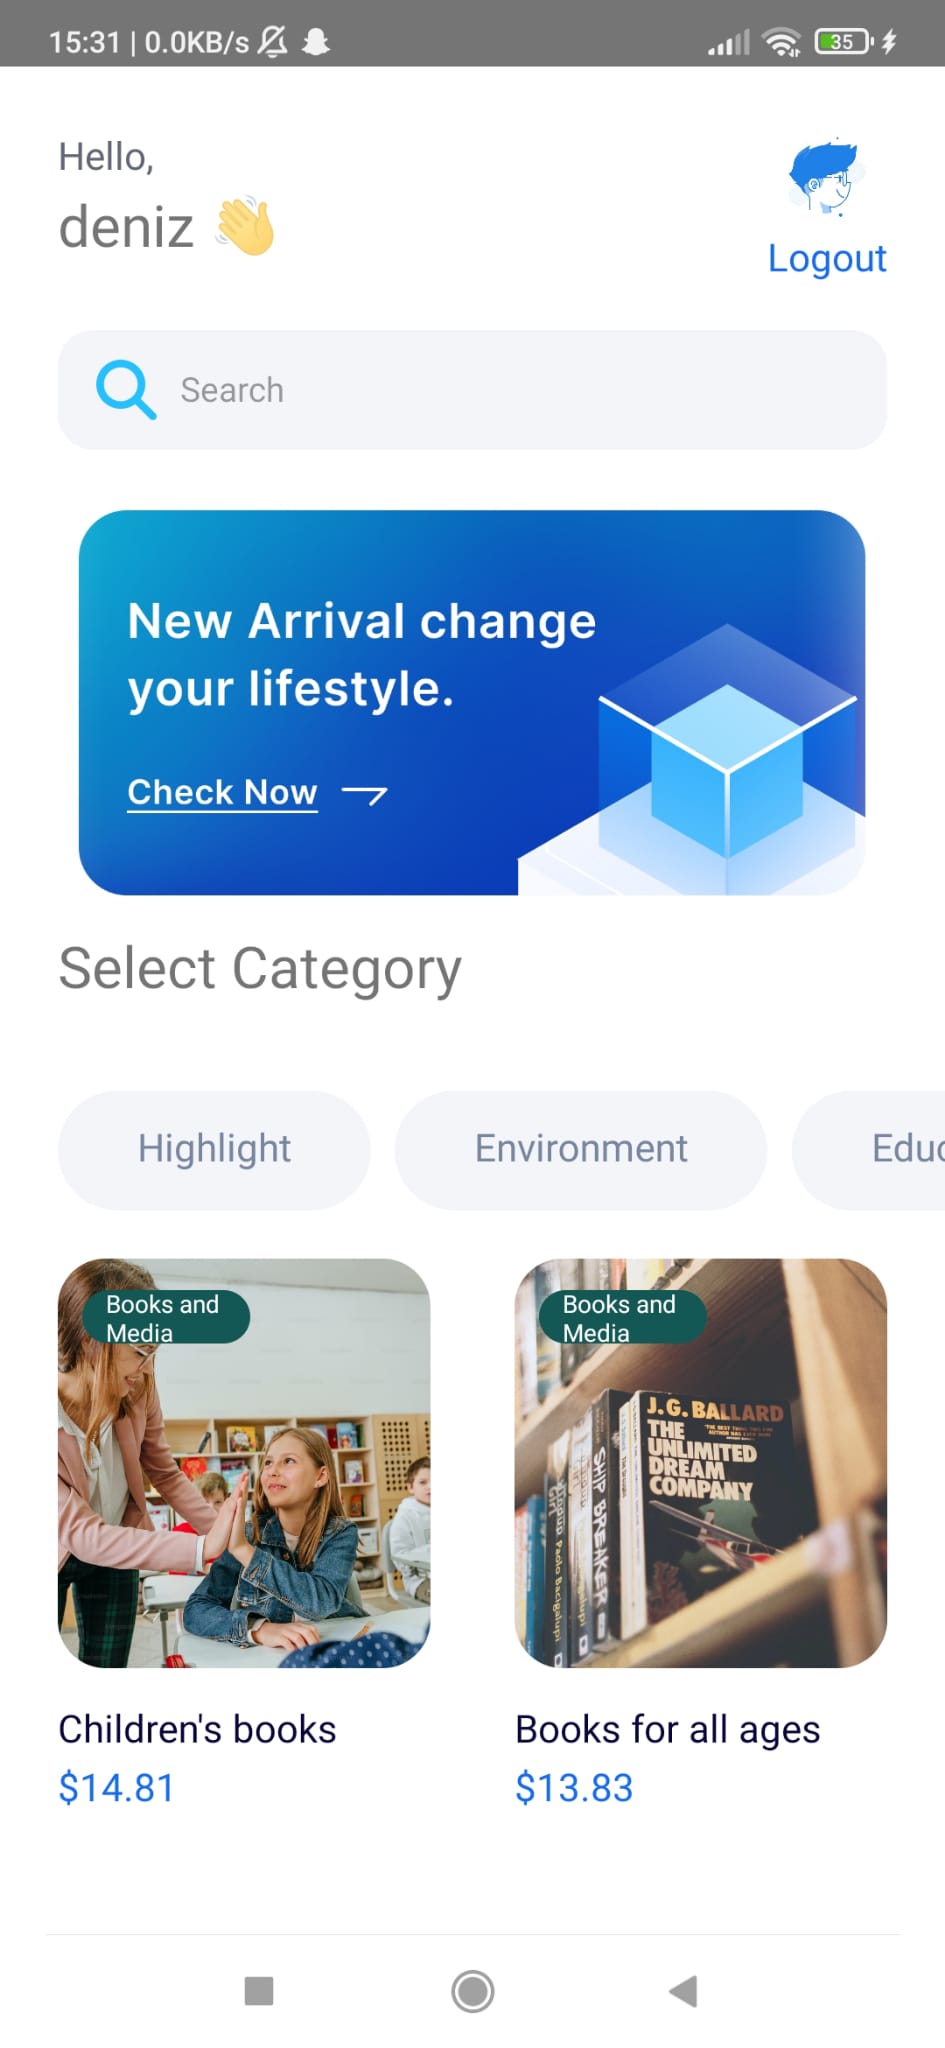 15:31 | 0.0KB/s
35
Hello,
deniz 👋
Logout
Search
New Arrival change
your lifestyle.
Check Now
Select Category
Highlight
Environment
Educ
Books and
Media
Books and
Media
J.G. BALLARD
THE
UNLIMITED
DREAM
COMPANY
SHIP BREAKER
Paolo Bacigalupi
Children's books
$14.81
Books for all ages
$13.83